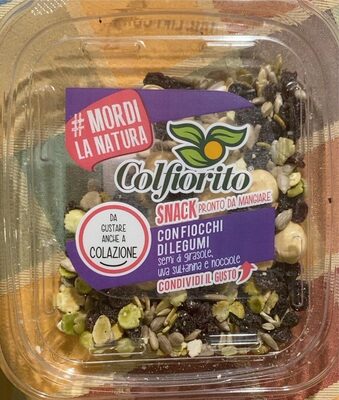 #MORDI
LA NATURA
Colfiorito
SNACK PRONTO DA MANGIARE
CON FIOCCHI
DI LEGUMI
semi di girasole,
uva sultanina e nocciole
CONDIVIDI IL GUSTO
DA
GUSTARE
ANCHE A
COLAZIONE